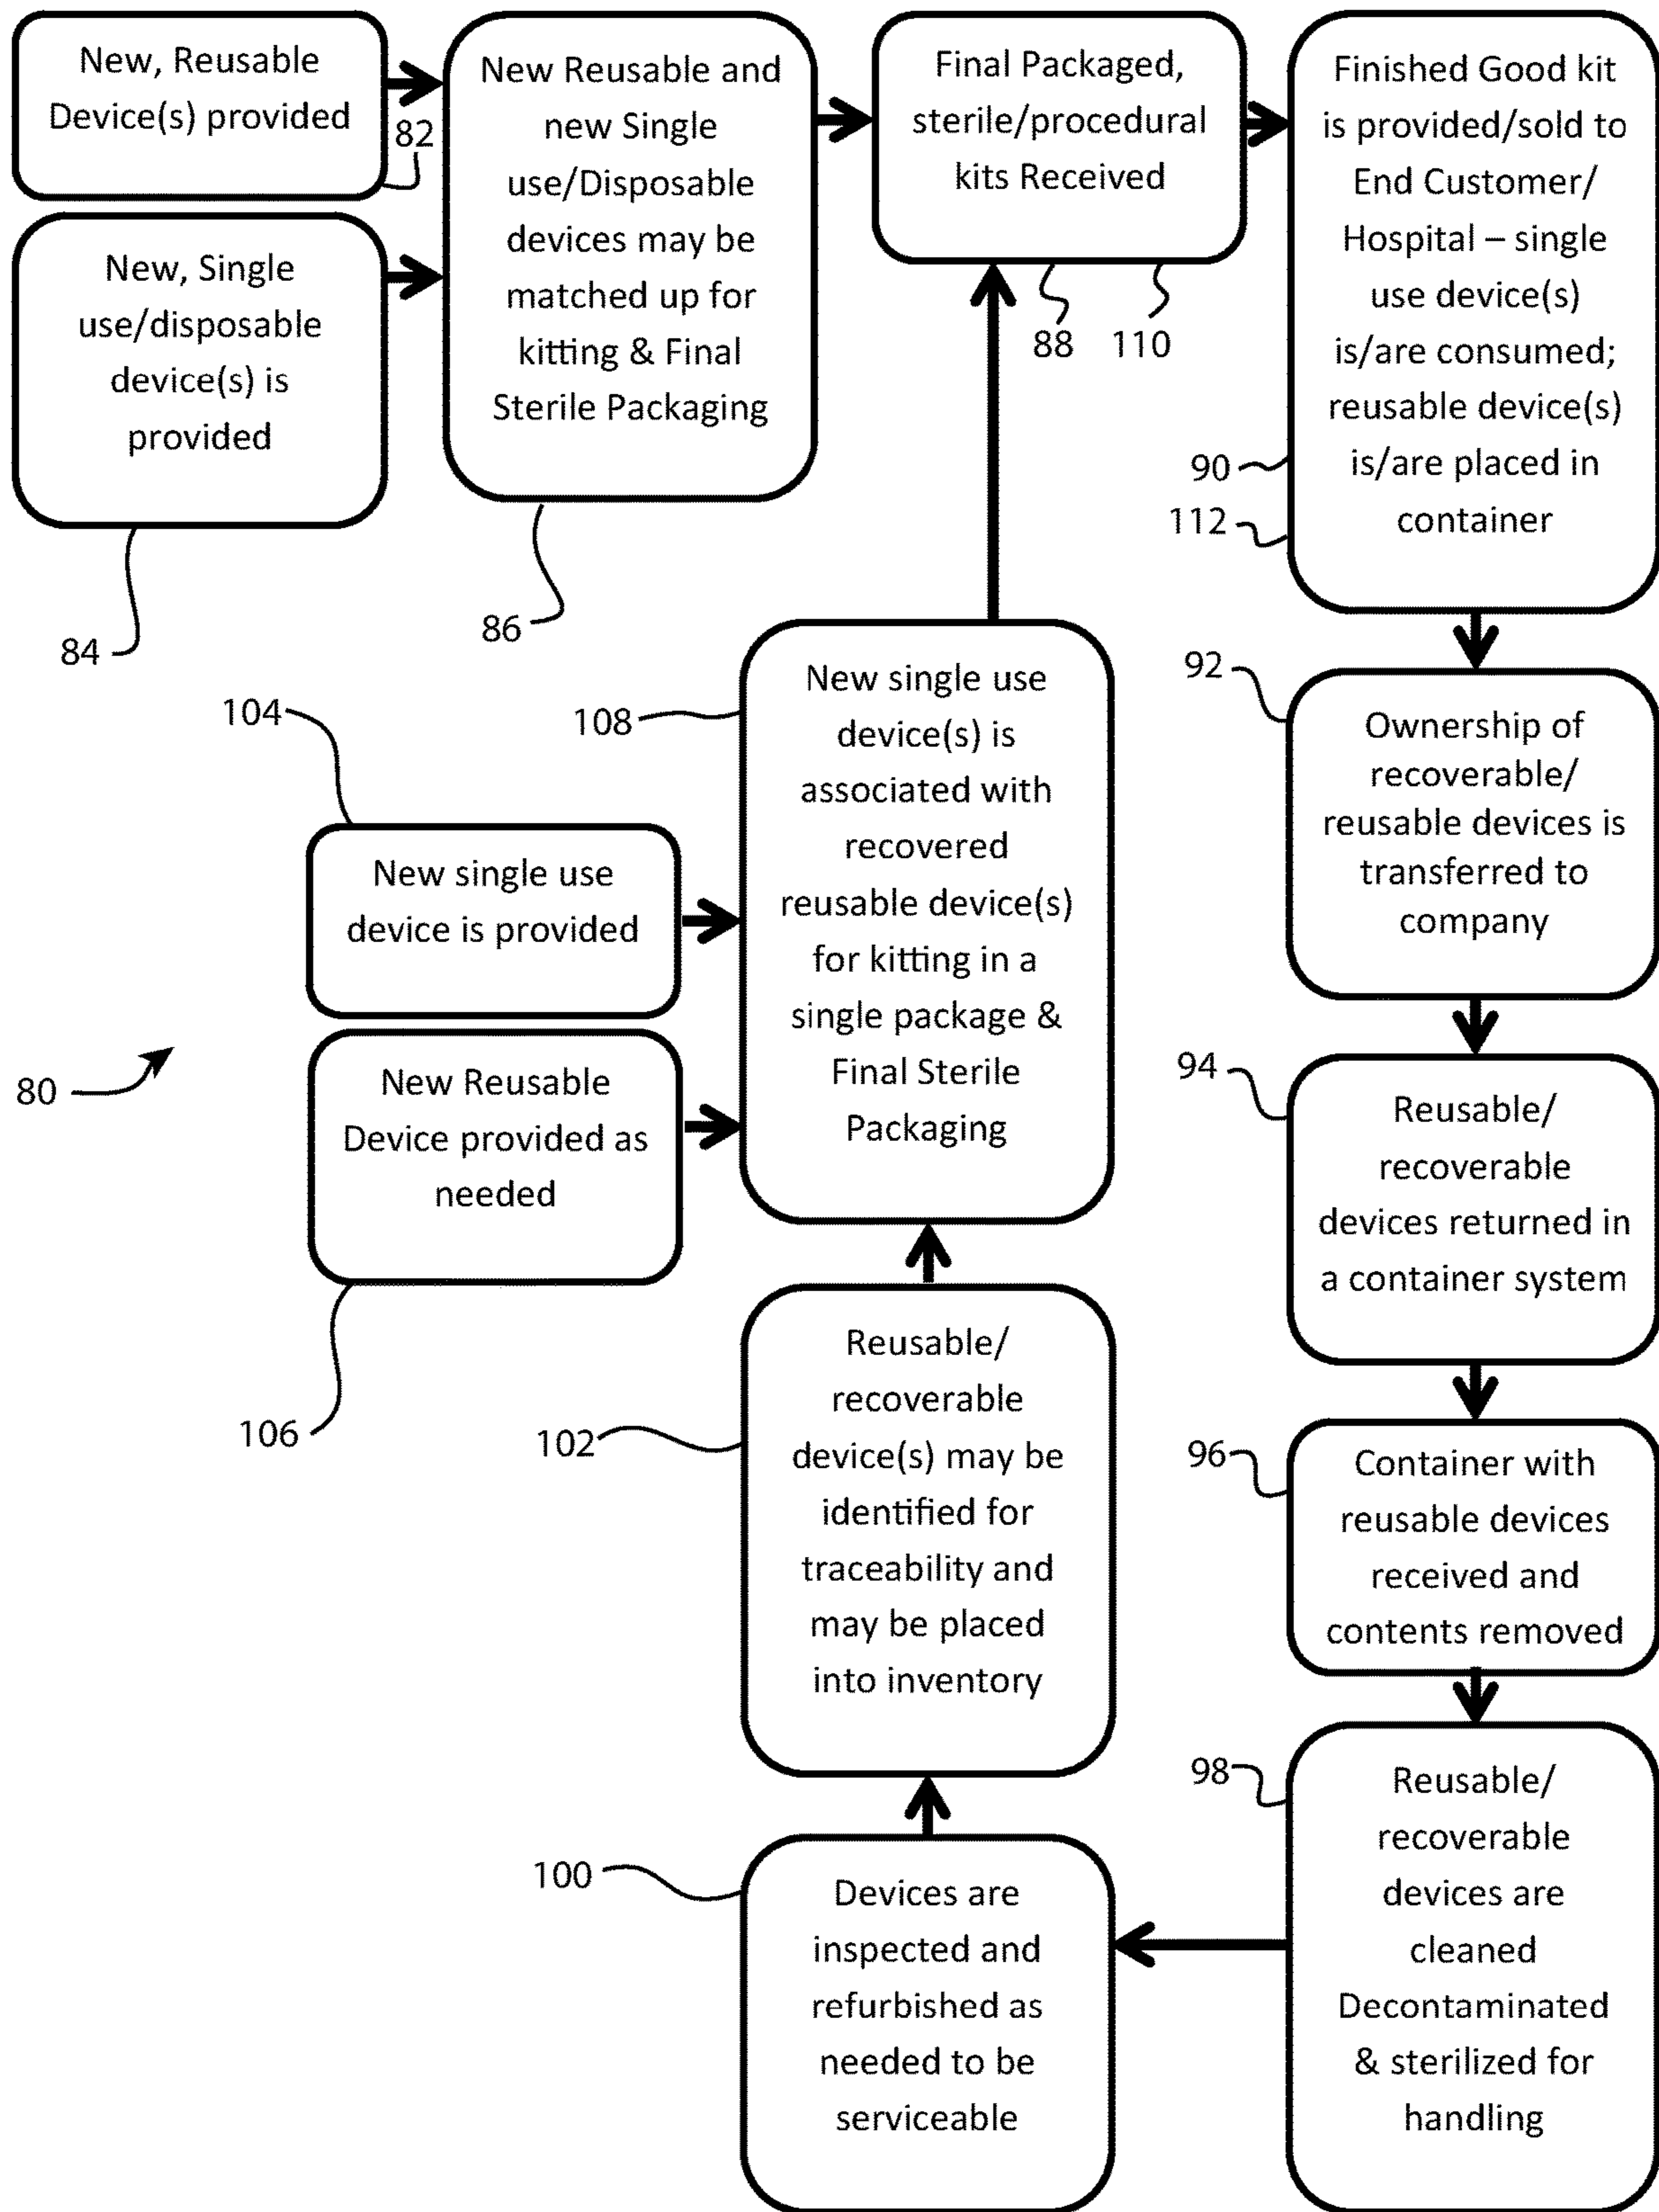 New, Reusable
Device(s) provided
82
New, Single
use/disposable
device(s) is
provided
84
New Reusable and
new Single
use/Disposable
devices may be
matched up for
kitting & Final
Sterile Packaging
86
Final Packaged,
sterile/procedural
kits Received
88
110
Finished Good kit
is provided/sold to
End Customer/
Hospital – single
use device(s)
is/are consumed;
reusable device(s)
is/are placed in
container
90
112
92
Ownership of
recoverable/
reusable devices is
transferred to
company
94
Reusable/
recoverable
devices returned in
a container system
96
Container with
reusable devices
received and
contents removed
98
Reusable/
recoverable
devices are
cleaned
Decontaminated
& sterilized for
handling
100
Devices are
inspected and
refurbished as
needed to be
serviceable
102
Reusable/
recoverable
device(s) may be
identified for
traceability and
may be placed
into inventory
104
New single use
device is provided
106
New Reusable
Device provided as
needed
108
New single use
device(s) is
associated with
recovered
reusable device(s)
for kitting in a
single package &
Final Sterile
Packaging
80